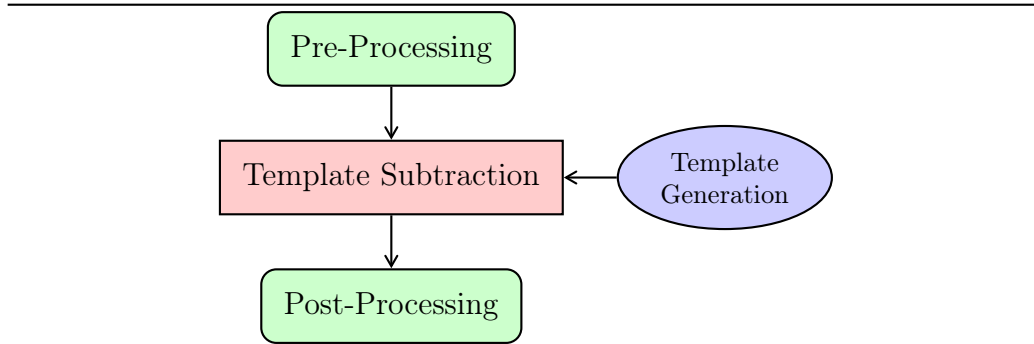 Pre-Processing
Template Subtraction
Template
Generation
Post-Processing